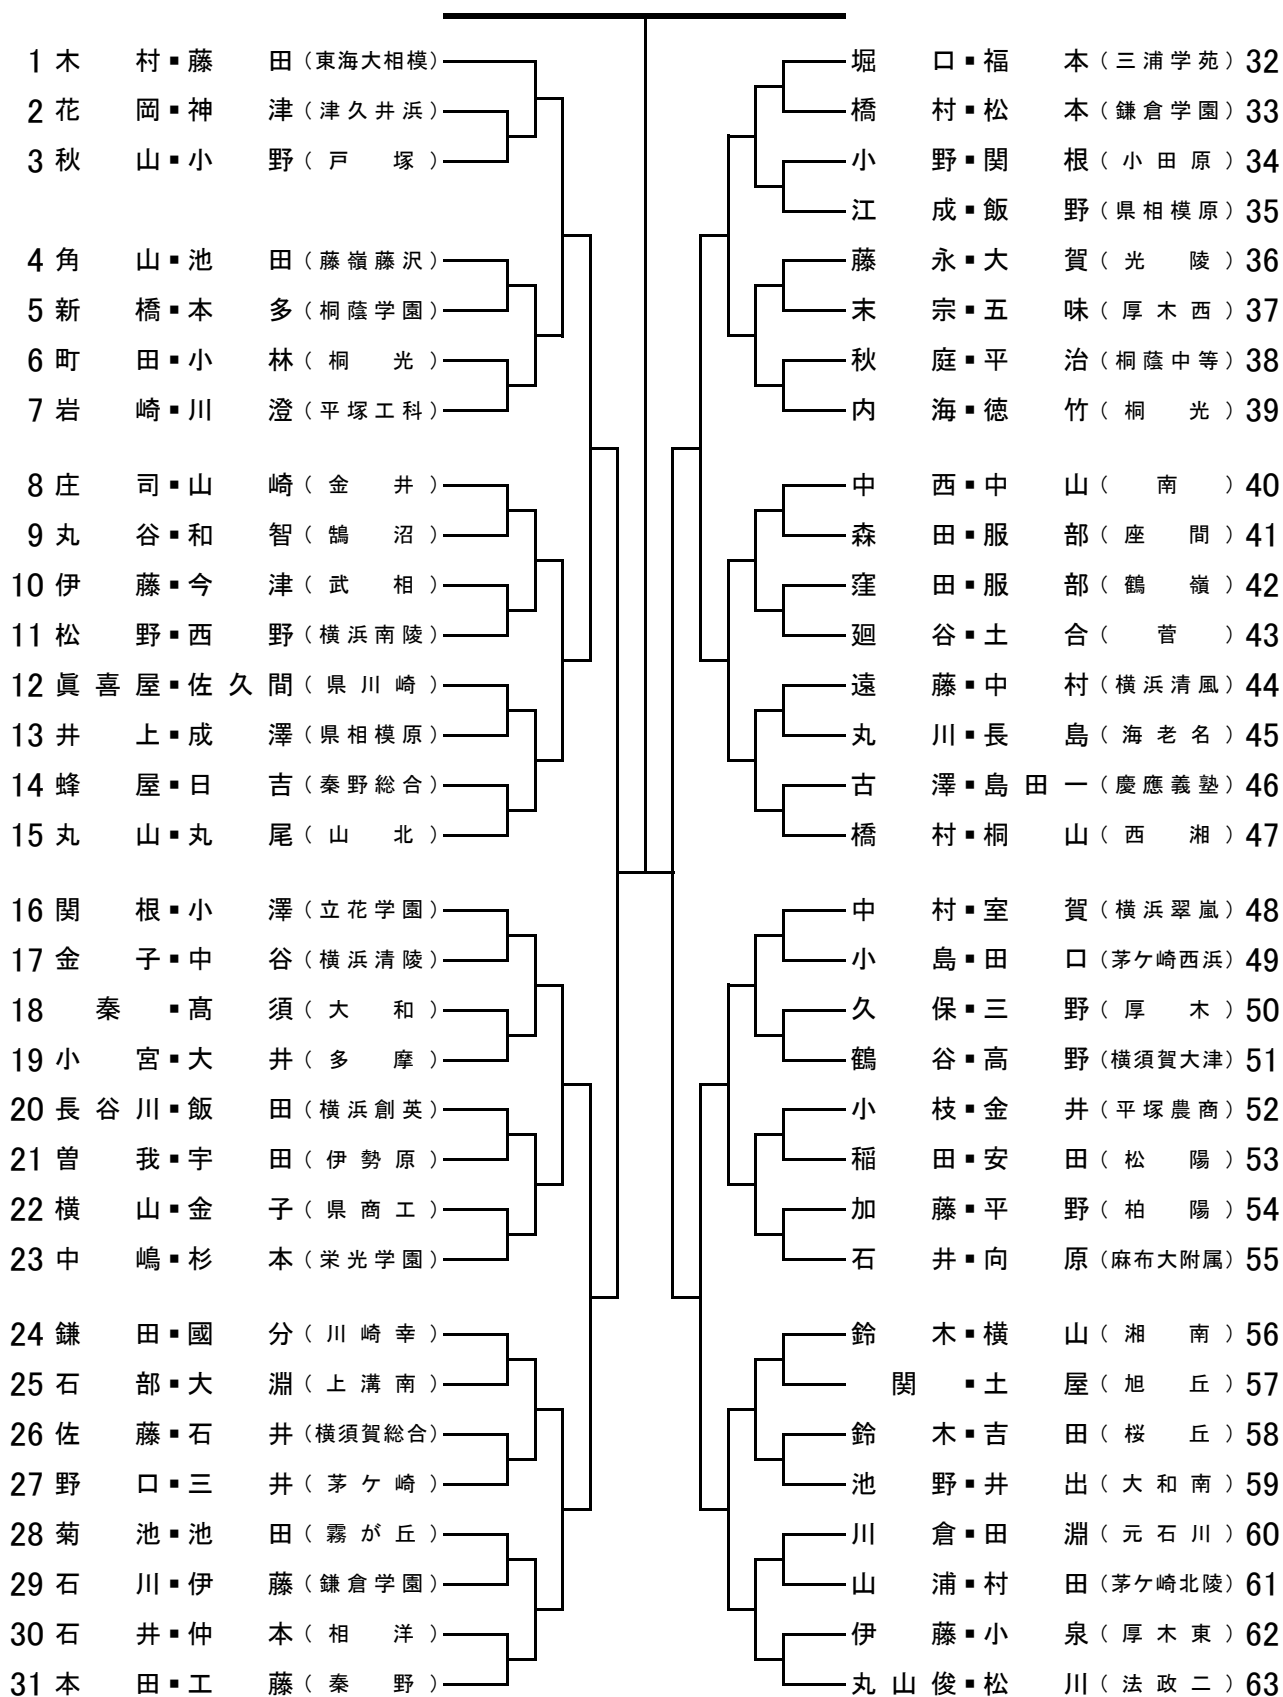 1 木村▪藤田(東海大相模)
2 花岡▪神津(津久井浜)
3 秋山▪小野(戸塚)
4 角山▪池田(藤嶺藤沢)
5 新橋▪本多(桐蔭学園)
6 町田▪小林(桐光)
7 岩崎▪川澄(平塚工科)
8 庄司▪山崎(金井)
9 丸谷▪和智(鵠沼)
10 伊藤▪今津(武相)
11 松野▪西野(横浜南陵)
12 眞喜屋▪佐久間(県川崎)
13 井上▪成澤(県相模原)
14 蜂屋▪日吉(秦野総合)
15 丸山▪丸尾(山北)
16 関根▪小澤(立花学園)
17 金子▪中谷(横浜清陵)
18 秦▪髙須(大和)
19 小宮▪大井(多摩)
20 長谷川▪飯田(横浜創英)
21 曽我▪宇田(伊勢原)
22 横山▪金子(県商工)
23 中嶋▪杉本(栄光学園)
24 鎌田▪國分(川崎幸)
25 石部▪大淵(上溝南)
26 佐藤▪石井(横須賀総合)
27 野口▪三井(茅ケ崎)
28 菊池▪池田(霧が丘)
29 石川▪伊藤(鎌倉学園)
30 石井▪仲本(相洋)
31 本田▪工藤(秦野)
堀口▪福本(三浦学苑)32
橋村▪松本(鎌倉学園)33
小野▪関根(小田原)34
江成▪飯野(県相模原)35
藤永▪大賀(光陵)36
末宗▪五味(厚木西)37
秋庭▪平治(桐蔭中等)38
内海▪徳竹(桐光)39
中西▪中山(南)40
森田▪服部(座間)41
窪田▪服部(鶴嶺)42
廻谷▪土合(菅)43
遠藤▪中村(横浜清風)44
丸川▪長島(海老名)45
古澤▪島田一(慶應義塾)46
橋村▪桐山(西湘)47
中村▪室賀(横浜翠嵐)48
小島▪田口(茅ケ崎西浜)49
久保▪三野(厚木)50
鶴谷▪高野(横須賀大津)51
小枝▪金井(平塚農商)52
稲田▪安田(松陽)53
加藤▪平野(柏陽)54
石井▪向原(麻布大附属)55
鈴木▪横山(湘南)56
関▪土屋(旭丘)57
鈴木▪吉田(桜丘)58
池野▪井出(大和南)59
川倉▪田淵(元石川)60
山浦▪村田(茅ケ崎北陵)61
伊藤▪小泉(厚木東)62
丸山俊▪松川(法政二)63